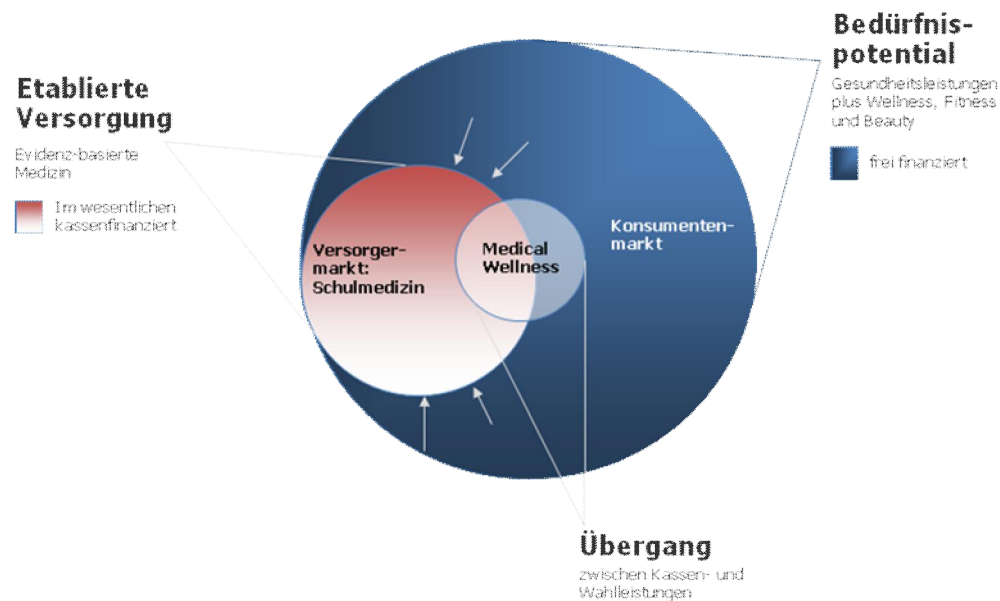 Bedürfnis-
potential
Gesundheitsleistungen
plus Wellness, Fitness
und Beauty
frei finanziert
Etablierte
Versorgung
Evidenz-basierte
Medizin
Im wesentlichen
kassenfinanziert
Versorger-
markt:
Schulmedizin
Medical
Wellness
Konsumenten-
markt
Übergang
zwischen Kassen- und
Wahlleistungen